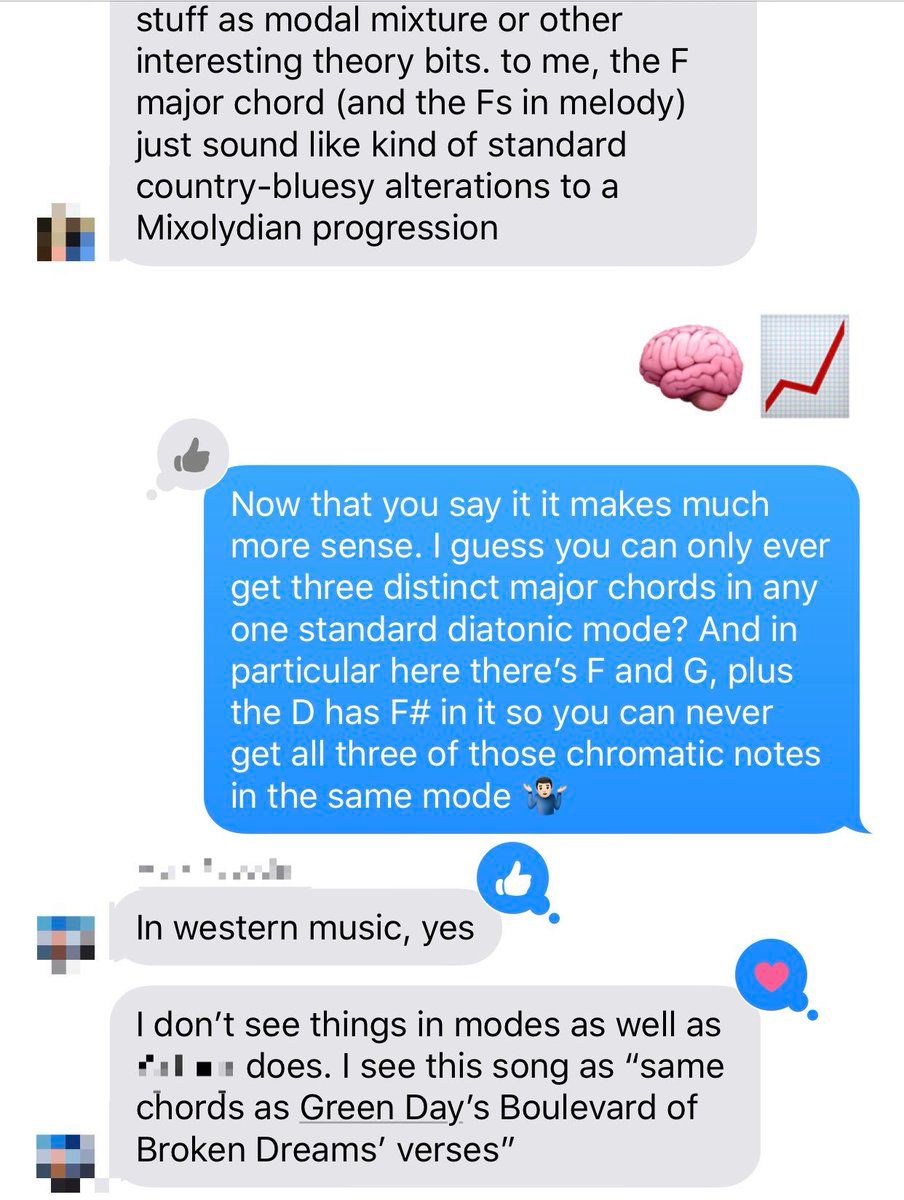 stuff as modal mixture or other
interesting theory bits. to me, the F
major chord (and the Fs in melody)
just sound like kind of standard
country-bluesy alterations to a
Mixolydian progression
Now that you say it it makes much
more sense. I guess you can only ever
get three distinct major chords in any
one standard diatonic mode? And in
particular here there’s F and G, plus
the D has F# in it so you can never
get all three of those chromatic notes
in the same mode 🤷🏻‍♂️
In western music, yes
I don’t see things in modes as well as
does. I see this song as “same
chords as Green Day’s Boulevard of
Broken Dreams’ verses”